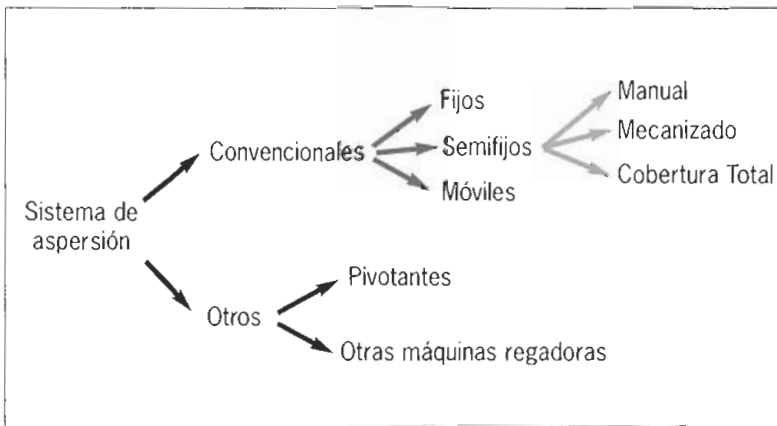 Fijos
Manual
Mecanizado
Convencionales
Semifijos
Cobertura Total
Móviles
Sistema de
aspersión
Pivotantes
Otros
Otras máquinas regadoras